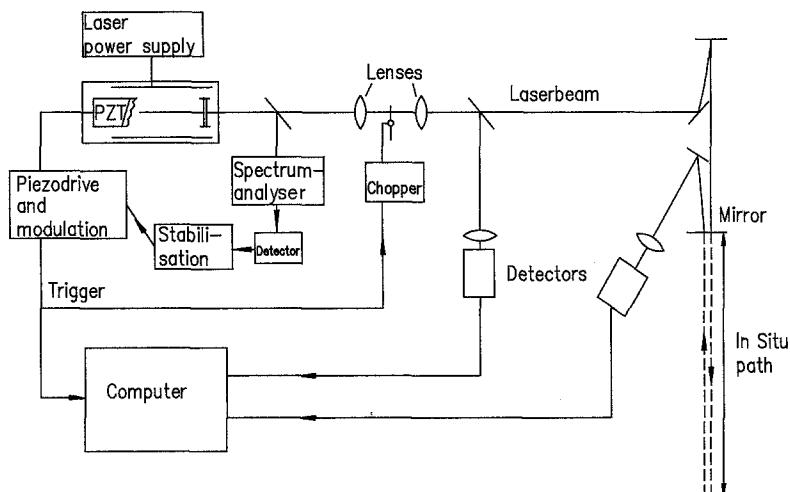 Laser
power supply
PZT
Lenses
Laserbeam
Piezodrive
and
modulation
Spectrum-
analyser
Chopper
Stabili-
sation
Detector
Mirror
Detectors
Trigger
In Situ
path
Computer